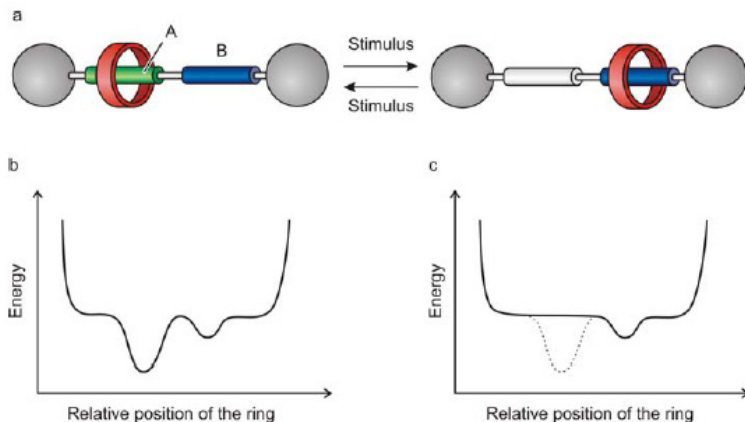 a
A
B
Stimulus
Stimulus
b
Energy
Relative position of the ring
c
Energy
Relative position of the ring